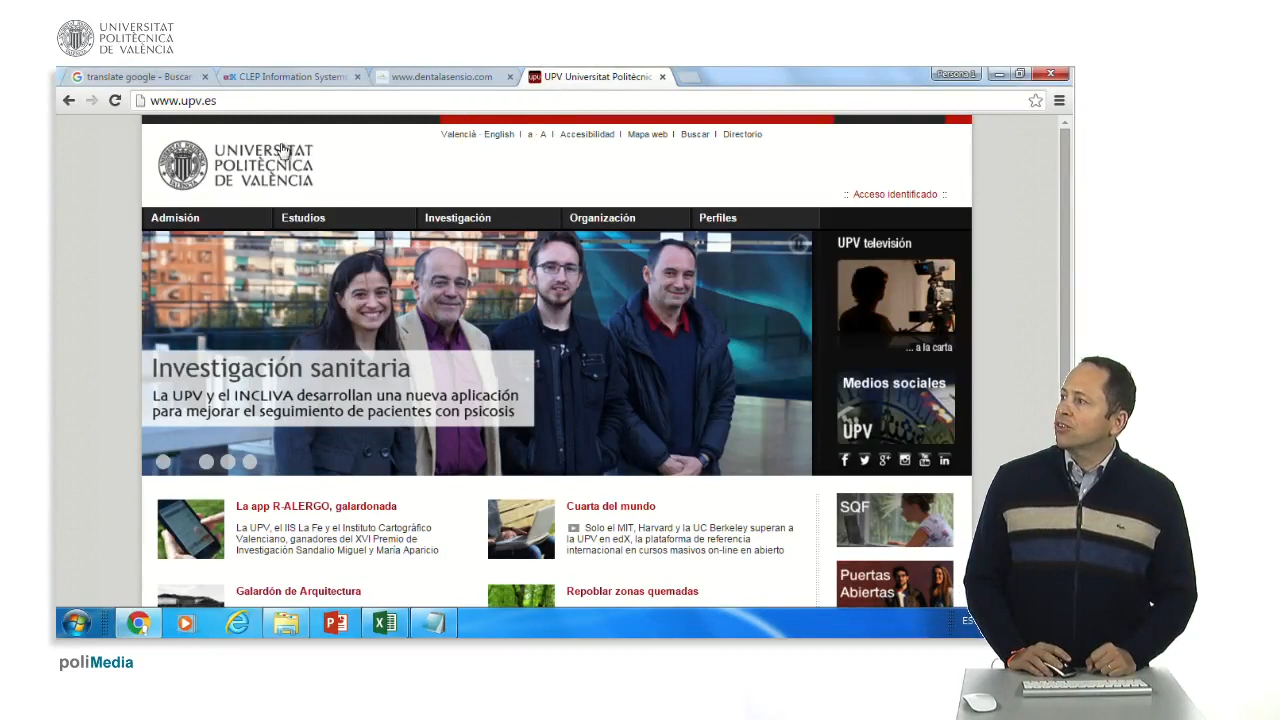 UNIVERSITAT
POLITÈCNICA
DE VALÈNCIA
translate google - Buscar
edX CLEP Information Systems
www.dentalasensio.com
UPV Universitat Politècnic
Persona 1
www.upv.es
Valencià · English | a · A | Accesibilidad | Mapa web | Buscar | Directorio
UNIVERSITAT
POLITÈCNICA
DE VALÈNCIA
:: Acceso identificado ::
Admisión Estudios Investigación Organización Perfiles
UPV televisión
... a la carta
Investigación sanitaria
La UPV y el INCLIVA desarrollan una nueva aplicación
para mejorar el seguimiento de pacientes con psicosis
Medios sociales
UPV
La app R-ALERGO, galardonada
La UPV, el IIS La Fe y el Instituto Cartográfico
Valenciano, ganadores del XVI Premio de
Investigación Sandalio Miguel y María Aparicio
Cuarta del mundo
Solo el MIT, Harvard y la UC Berkeley superan a
la UPV en edX, la plataforma de referencia
internacional en cursos masivos on-line en abierto
SQF
Puertas
Abiertas
Galardón de Arquitectura
Repoblar zonas quemadas
ES
poliMedia